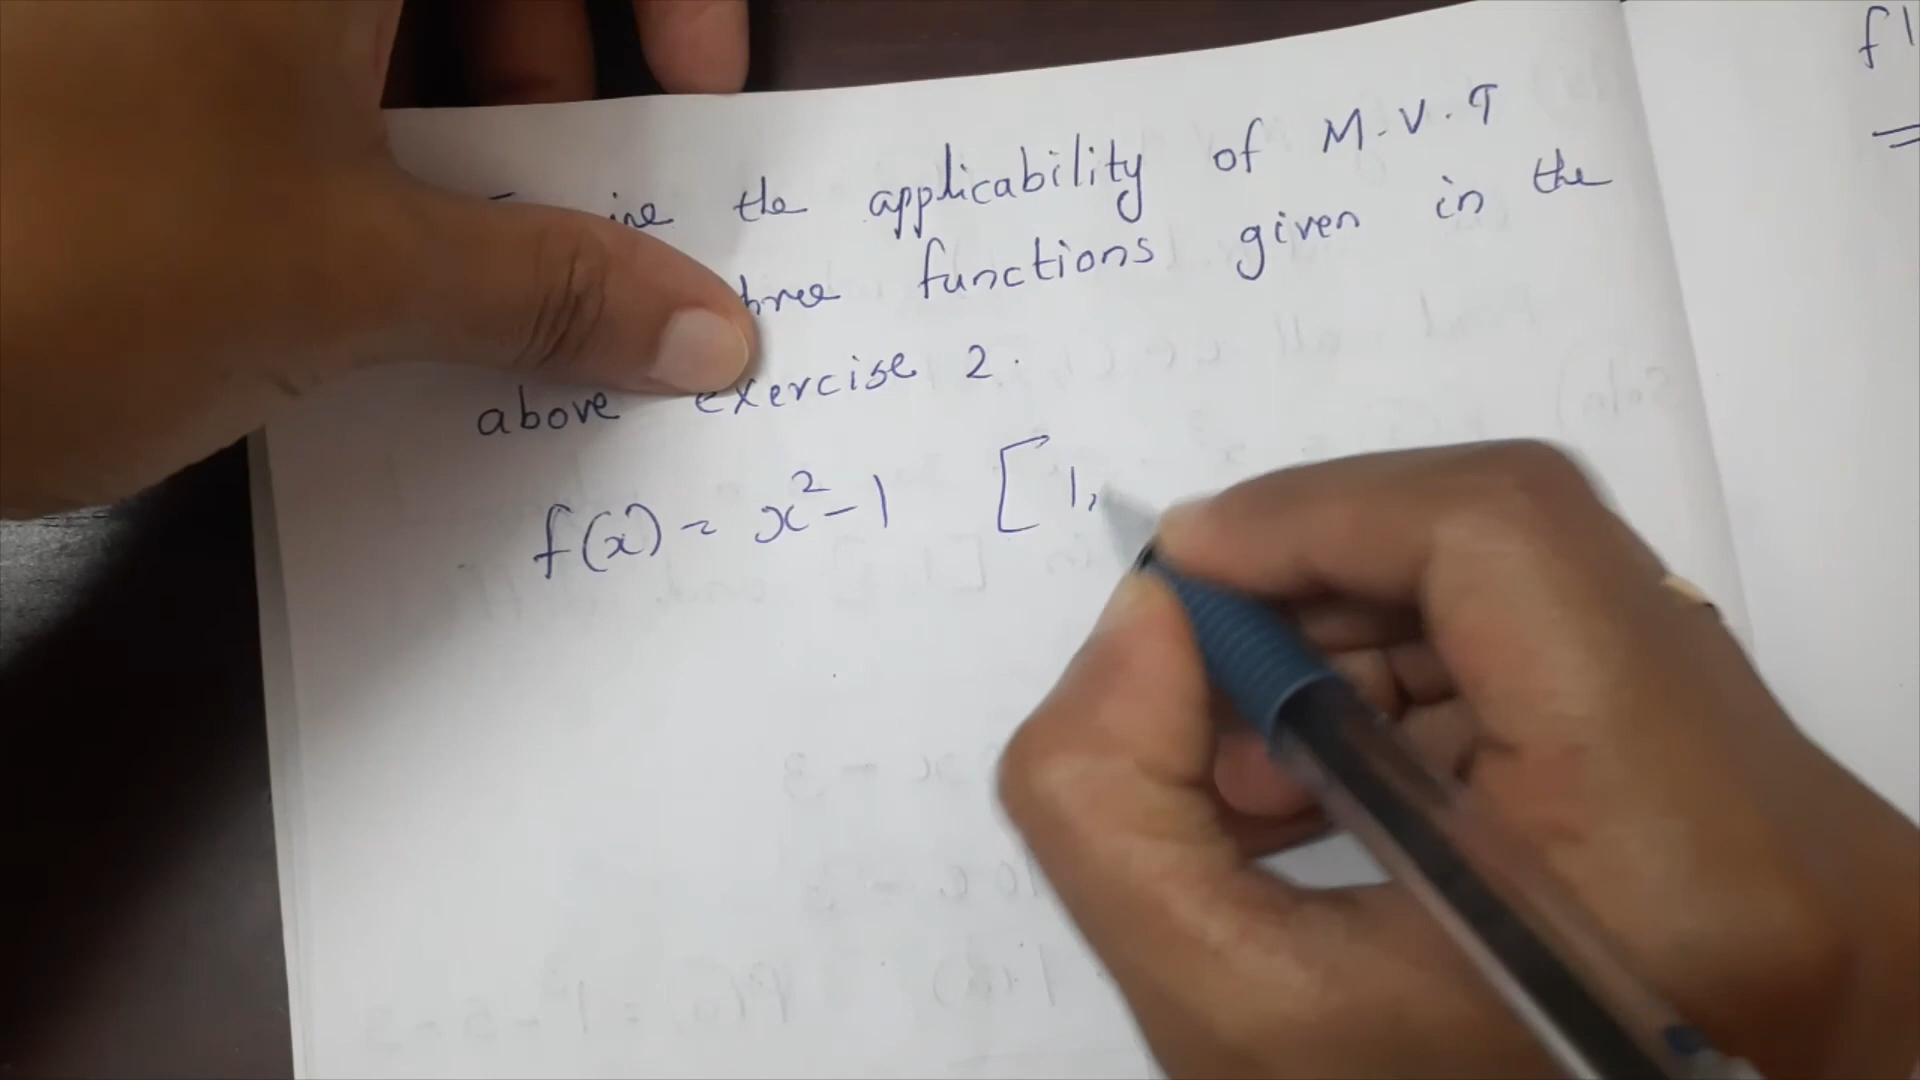 the applicability of M.V.T
functions given in the
above exercise 2.
f(x) = x²-1 [1,